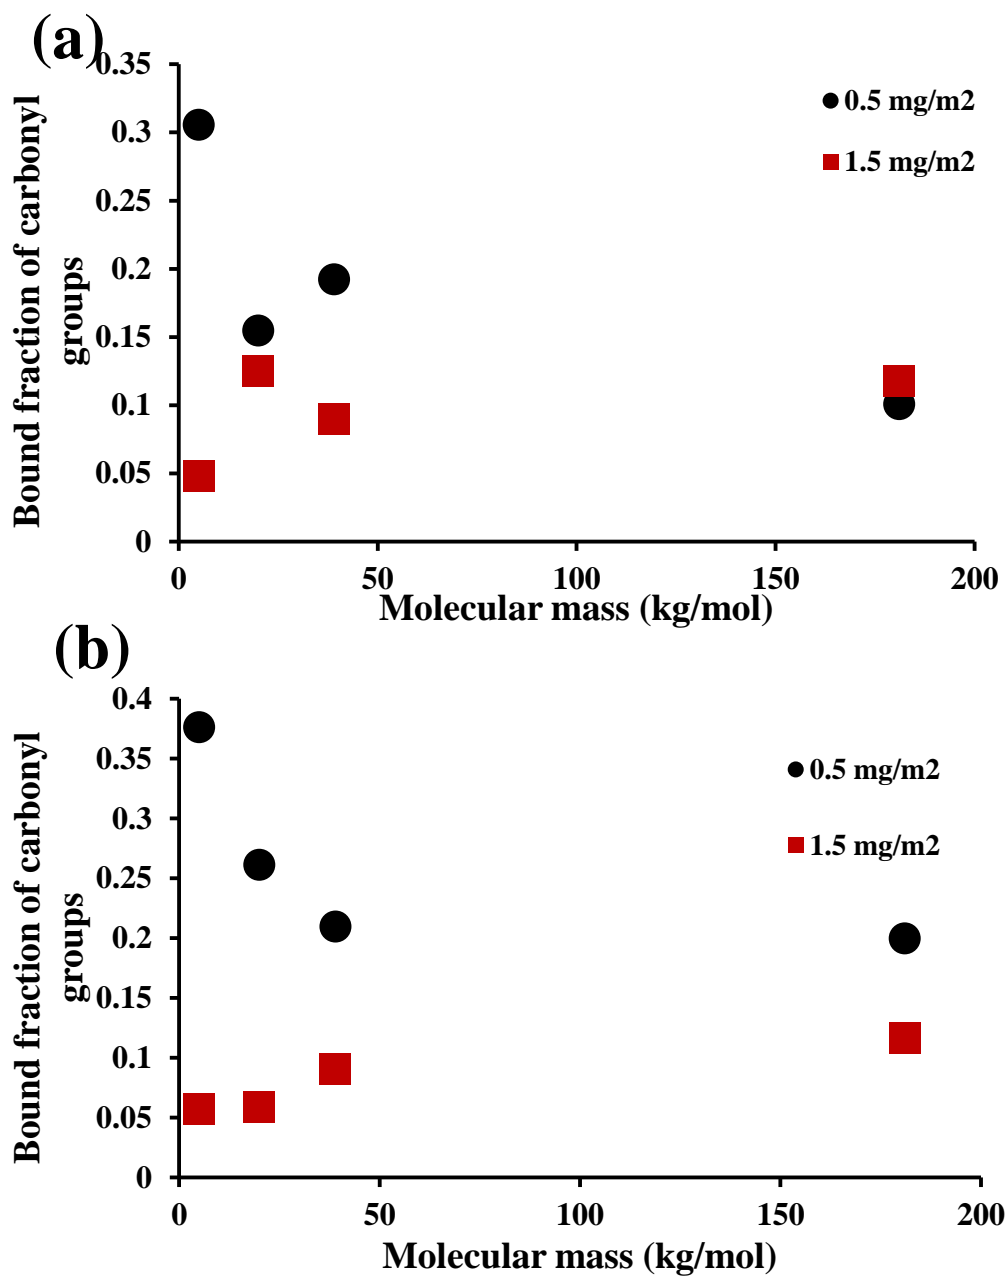 (a)
Bound fraction of carbonyl
groups
0.35
0.3
0.25
0.2
0.15
0.1
0.05
0
0.5 mg/m2
1.5 mg/m2
0 50 100 150 200
Molecular mass (kg/mol)
(b)
Bound fraction of carbonyl
groups
0.4
0.35
0.3
0.25
0.2
0.15
0.1
0.05
0
0.5 mg/m2
1.5 mg/m2
0 50 100 150 200
Molecular mass (kg/mol)